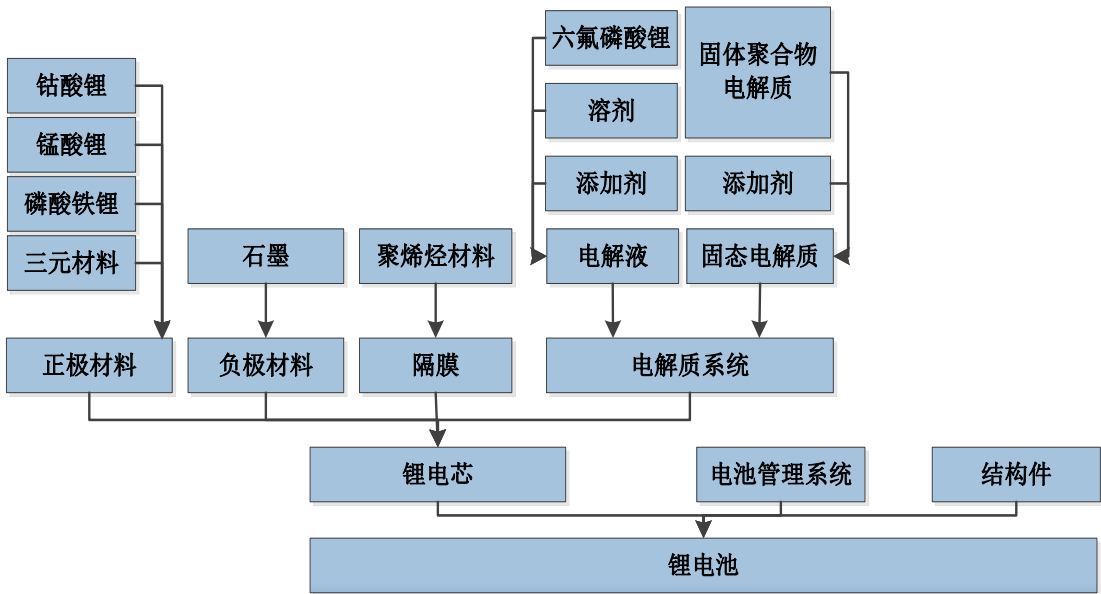 六氟磷酸锂
固体聚合物
电解质
钴酸锂
溶剂
锰酸锂
添加剂
添加剂
磷酸铁锂
三元材料
石墨
聚烯烃材料
电解液
固态电解质
正极材料
负极材料
隔膜
电解质系统
锂电芯
电池管理系统
结构件
锂电池